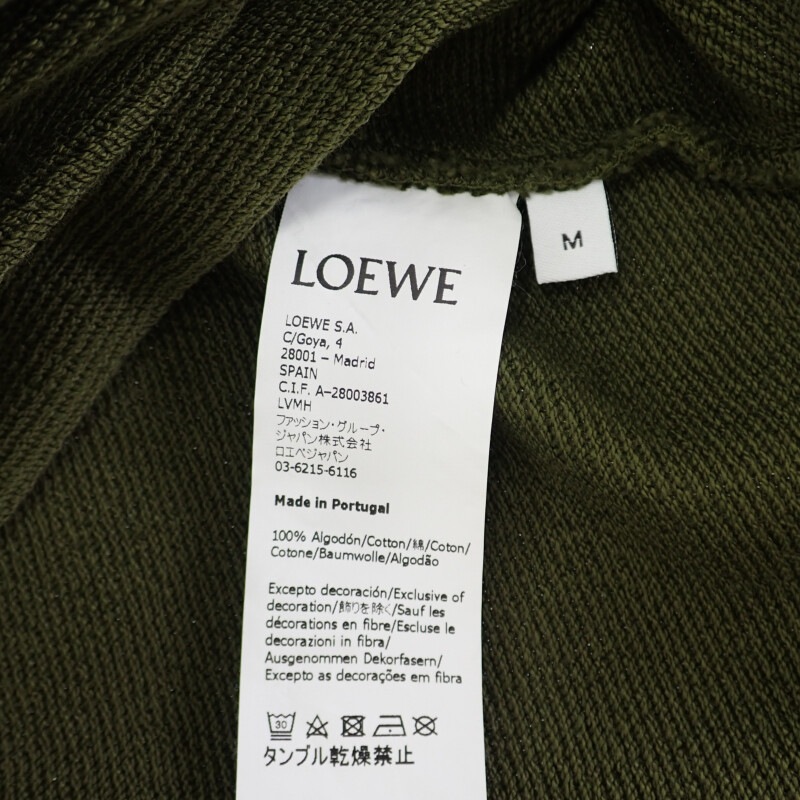 LOEWE
M
LOEWE S.A.
C/Goya, 4
28001 – Madrid
SPAIN
C.I.F. A–28003861
LVMH
ファッション・グループ・
ジャパン株式会社
ロエベジャパン
03-6215-6116
Made in Portugal
100% Algodón/Cotton/綿/Coton/
Cotone/Baumwolle/Algodão
Excepto decoración/Exclusive of
decoration/飾りを除く/Sauf les
décorations en fibre/Escluse le
decorazioni in fibra/
Ausgenommen Dekorfasern/
Excepto as decorações em fibra
30
タンブル乾燥禁止